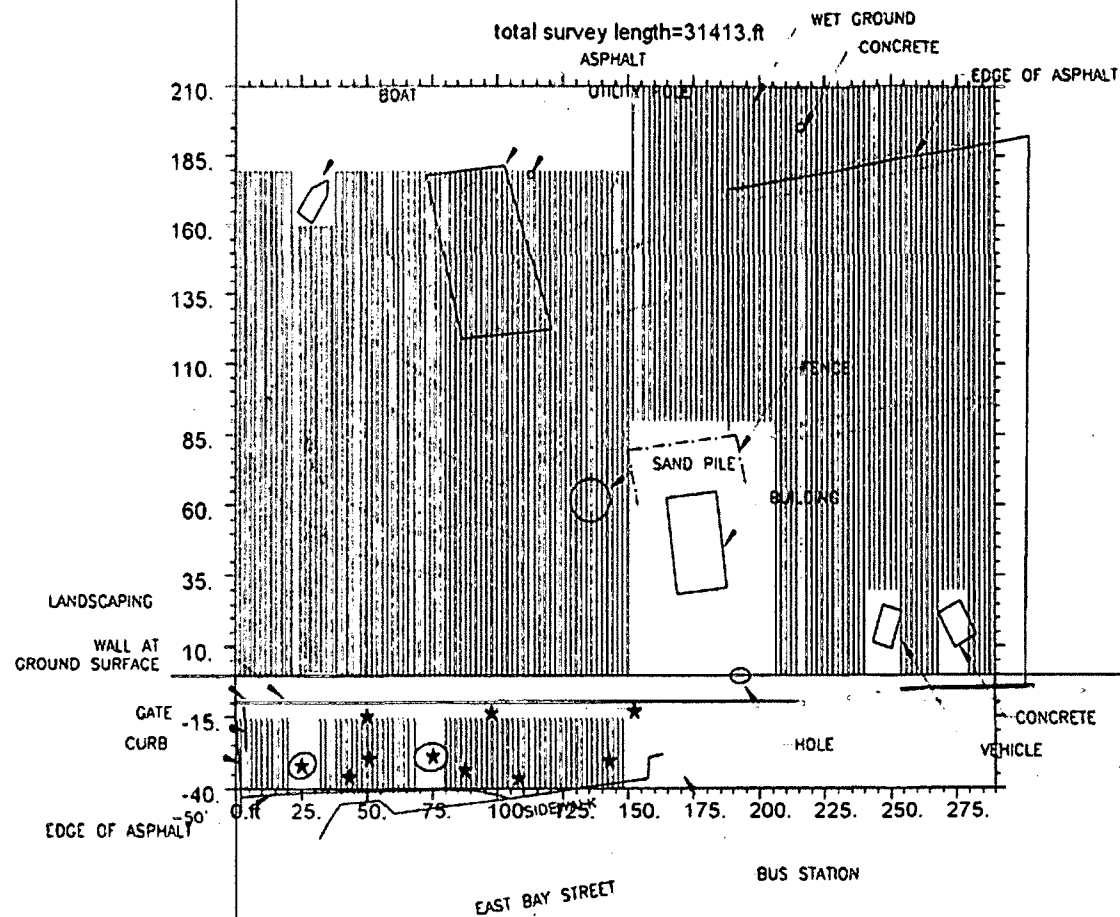 total survey length=31413.ft
WET GROUND
CONCRETE
ASPHALT
EDGE OF ASPHALT
BOAT
UTILITY POLE
210.
185.
160.
135.
110.
FENCE
85.
SAND PILE
60.
BUILDING
35.
LANDSCAPING
10.
WALL AT
GROUND SURFACE
GATE
-15.
CONCRETE
CURB
HOLE
VEHICLE
-40.
0.ft 25. 50. 75. 100. 125. 150. 175. 200. 225. 250. 275.
SIDEWALK
-50'
EDGE OF ASPHALT
BUS STATION
EAST BAY STREET